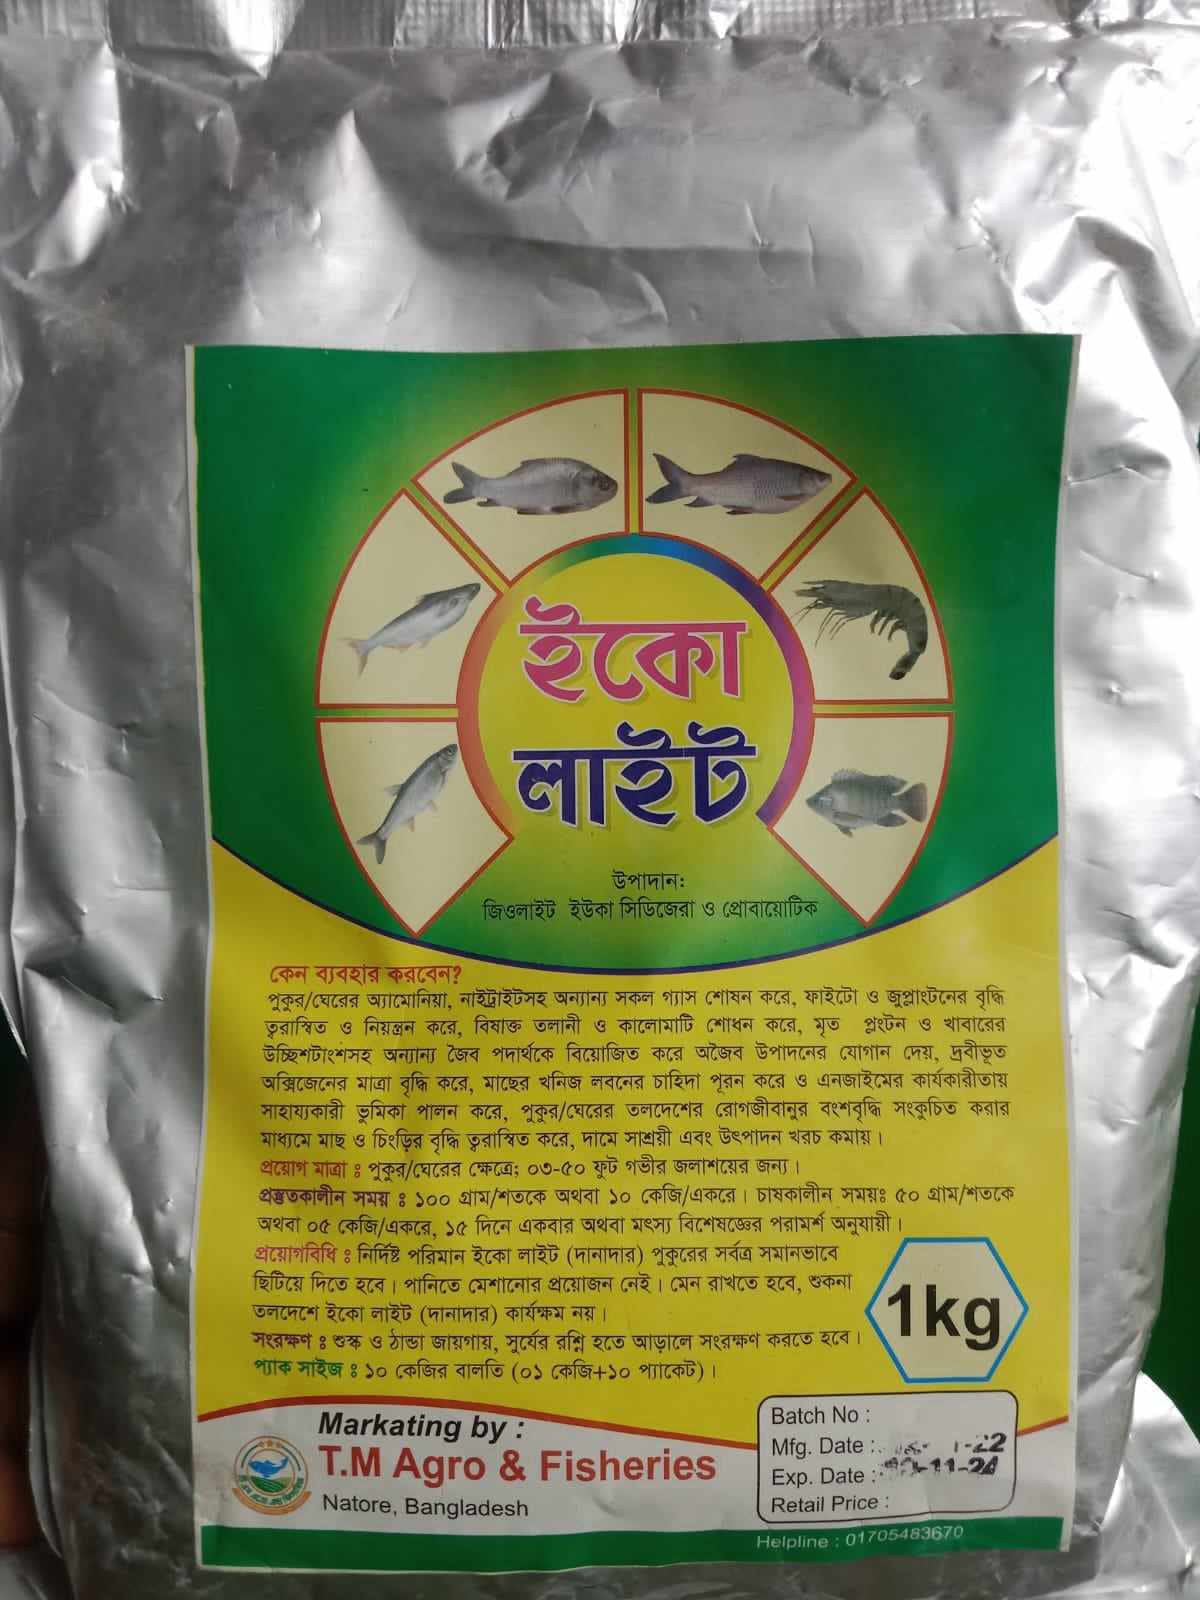 ইকো
লাইট
উপাদান:
জিওলাইট ইউকা সিডিজেরা ও প্রোবায়োটিক
কেন ব্যবহার করবেন?
পুকুর/ঘেরের অ্যামোনিয়া, নাইট্রাইটসহ অন্যান্য সকল গ্যাস শোষন করে, ফাইটো ও জুপ্লাংটনের বৃদ্ধি
ত্বরাস্বিত ও নিয়ন্ত্রন করে, বিষাক্ত তলানী ও কালোমাটি শোধন করে, মৃত প্লংটন ও খাবারের
উচ্ছিশটাংশসহ অন্যান্য জৈব পদার্থকে বিয়োজিত করে অজৈব উপাদনের যোগান দেয়, দ্রবীভূত
অক্সিজেনের মাত্রা বৃদ্ধি করে, মাছের খনিজ লবনের চাহিদা পূরন করে ও এনজাইমের কার্যকারীতায়
সাহায্যকারী ভুমিকা পালন করে, পুকুর/ঘেরের তলদেশের রোগজীবানুর বংশবৃদ্ধি সংকুচিত করার
মাধ্যমে মাছ ও চিংড়ির বৃদ্ধি ত্বরাস্বিত করে, দামে সাশ্রয়ী এবং উৎপাদন খরচ কমায়।
প্রয়োগ মাত্রা ঃ পুকুর/ঘেরের ক্ষেত্রে; ০৩-৫০ ফুট গভীর জলাশয়ের জন্য।
প্রস্তুতকালীন সময় ঃ ১০০ গ্রাম/শতকে অথবা ১০ কেজি/একরে। চাষকালীন সময়ঃ ৫০ গ্রাম/শতকে
অথবা ০৫ কেজি/একরে, ১৫ দিনে একবার অথবা মৎস্য বিশেষজ্ঞের পরামর্শ অনুযায়ী।
প্রয়োগবিধি ঃ নির্দিষ্ট পরিমান ইকো লাইট (দানাদার) পুকুরের সর্বত্র সমানভাবে
ছিটিয়ে দিতে হবে। পানিতে মেশানোর প্রয়োজন নেই। মেন রাখতে হবে, শুকনা
তলদেশে ইকো লাইট (দানাদার) কার্যক্ষম নয়।
সংরক্ষণ ঃ শুস্ক ও ঠান্ডা জায়গায়, সুর্যের রশ্নি হতে আড়ালে সংরক্ষণ করতে হবে।
প্যাক সাইজ ঃ ১০ কেজির বালতি (০১ কেজি+১০ প্যাকেট)।
1kg
Markating by :
T.M Agro & Fisheries
Natore, Bangladesh
Batch No :
Mfg. Date : -22
Exp. Date : -11-24
Retail Price :
Helpline : 01705483670